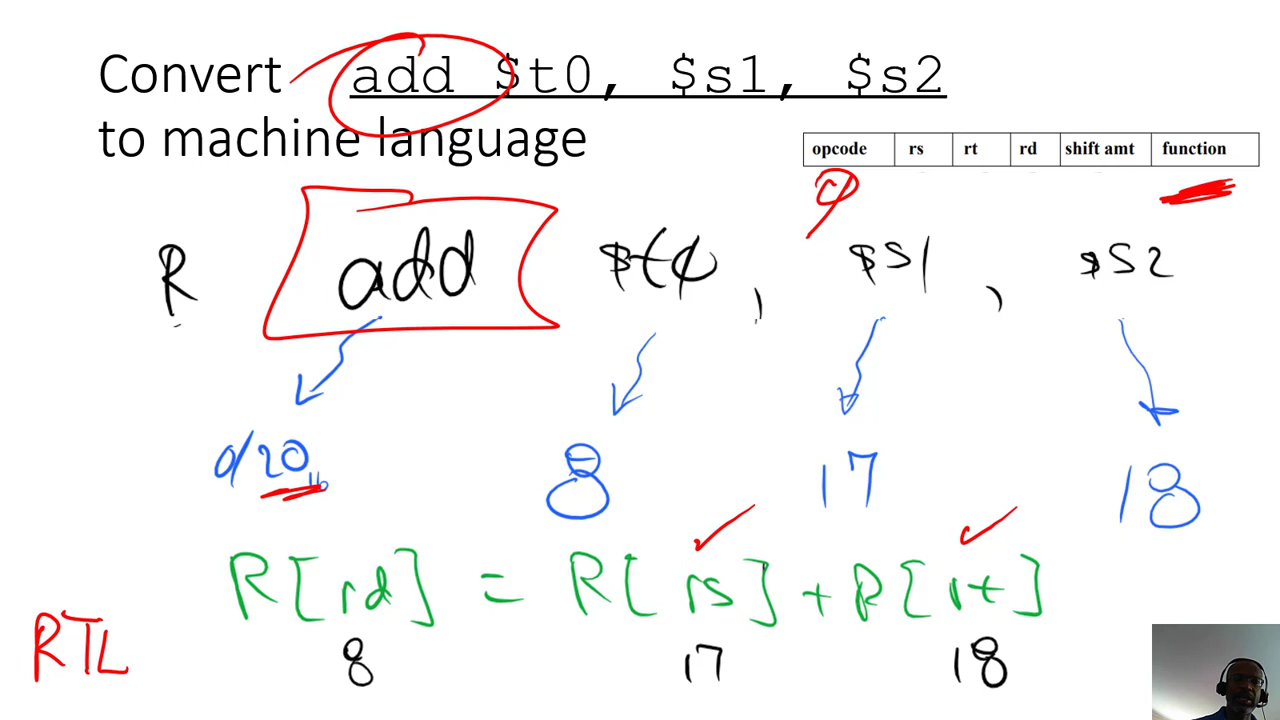 Convert add $t0, $s1, $s2
to machine language
opcode rs rt rd shift amt function
0
R add $t0, $s1, $s2
0/20₁₆ 8 17 18
R[rd] = R[rs] + R[rt]
RTL
8 17 18